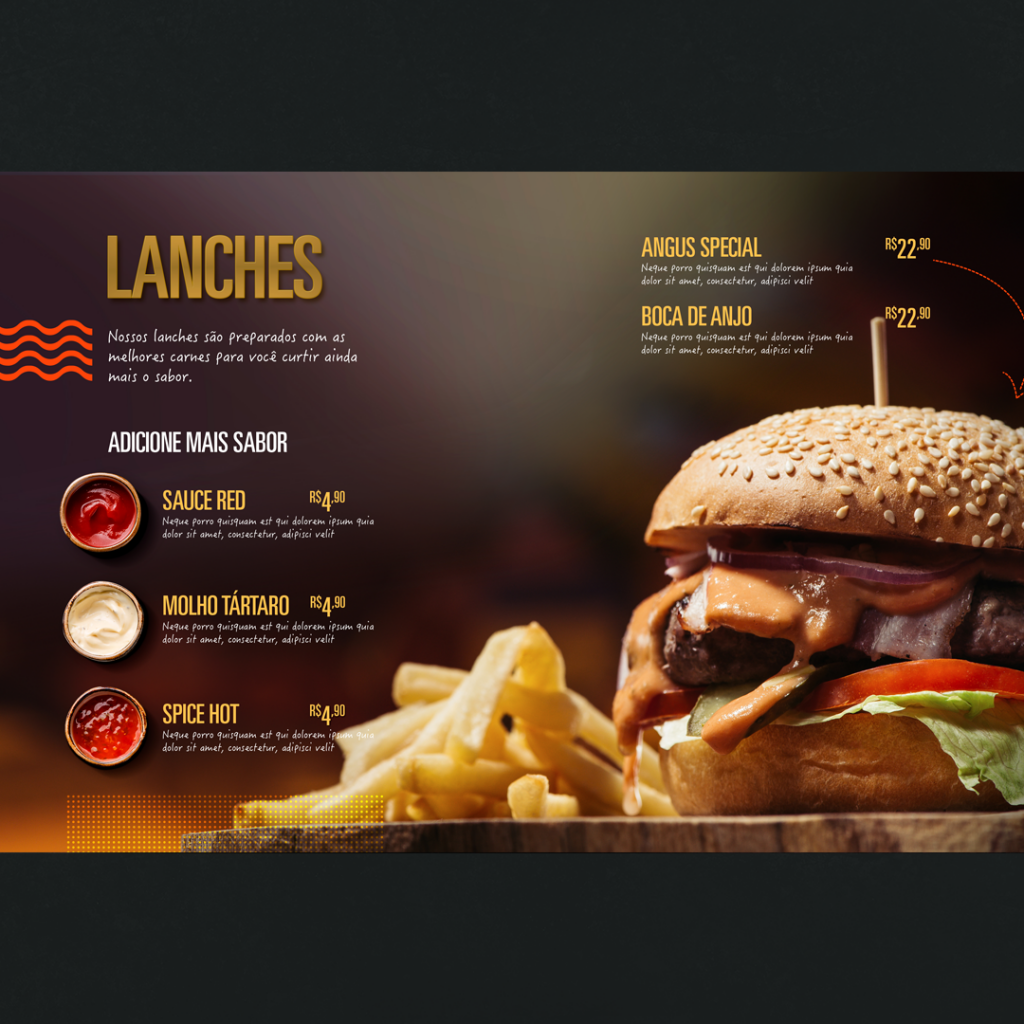 LANCHES
Nossos lanches são preparados com as
melhores carnes para você curtir ainda
mais o sabor.
ADICIONE MAIS SABOR
SAUCE RED R$4,90
Neque porro quisquam est qui dolorem ipsum quia
dolor sit amet, consectetur, adipisci velit
MOLHO TÁRTARO R$4,90
Neque porro quisquam est qui dolorem ipsum quia
dolor sit amet, consectetur, adipisci velit
SPICE HOT R$4,90
Neque porro quisquam est qui dolorem ipsum quia
dolor sit amet, consectetur, adipisci velit
ANGUS SPECIAL R$22,90
Neque porro quisquam est qui dolorem ipsum quia
dolor sit amet, consectetur, adipisci velit
BOCA DE ANJO R$22,90
Neque porro quisquam est qui dolorem ipsum quia
dolor sit amet, consectetur, adipisci velit